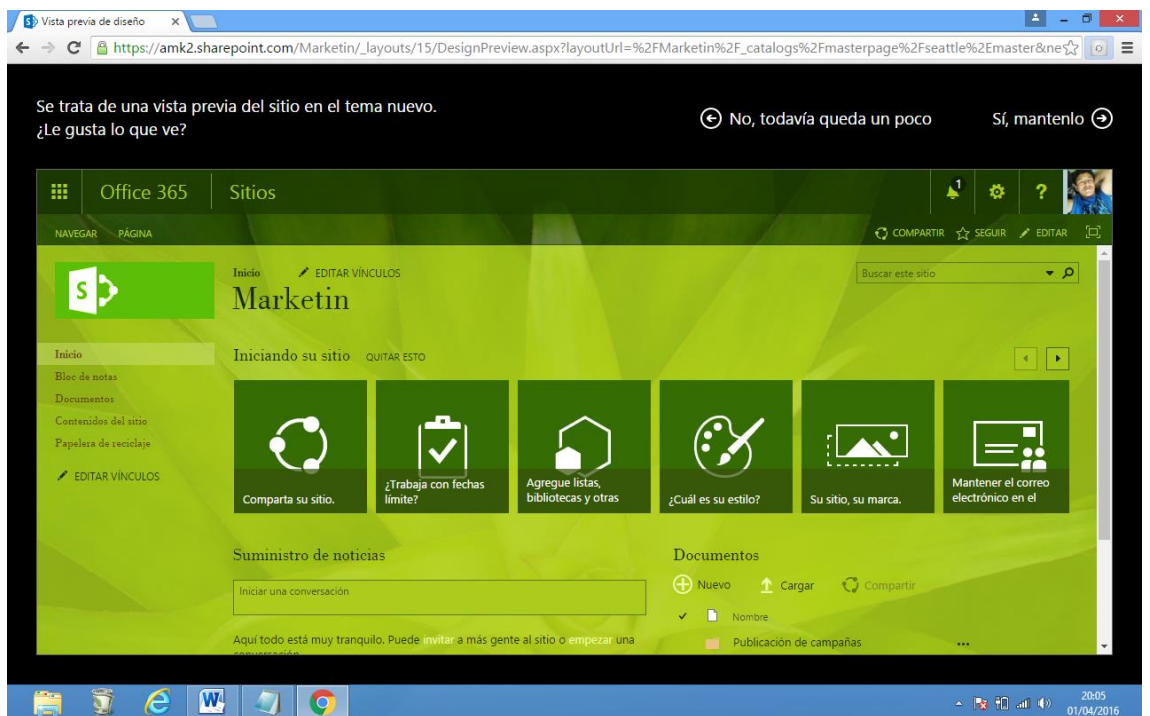 Vista previa de diseño
https://amk2.sharepoint.com/Marketin/_layouts/15/DesignPreview.aspx?layoutUrl=%2FMarketin%2F_catalogs%2Fmasterpage%2Fseattle%2Emaster&ne
Se trata de una vista previa del sitio en el tema nuevo.
¿Le gusta lo que ve?
No, todavía queda un poco
Sí, mantenlo
Office 365
Sitios
1
?
NAVEGAR
PÁGINA
COMPARTIR
SEGUIR
EDITAR
S
Inicio
EDITAR VÍNCULOS
Marketin
Buscar este sitio
Inicio
Bloc de notas
Documentos
Contenidos del sitio
Papelera de reciclaje
EDITAR VÍNCULOS
Iniciando su sitio
QUITAR ESTO
Comparta su sitio.
¿Trabaja con fechas
límite?
Agregue listas,
bibliotecas y otras
¿Cuál es su estilo?
Su sitio, su marca.
Mantener el correo
electrónico en el
Suministro de noticias
Iniciar una conversación
Aquí todo está muy tranquilo. Puede invitar a más gente al sitio o empezar una
conversación
Documentos
Nuevo
Cargar
Compartir
Nombre
Publicación de campañas
...
20:05
01/04/2016